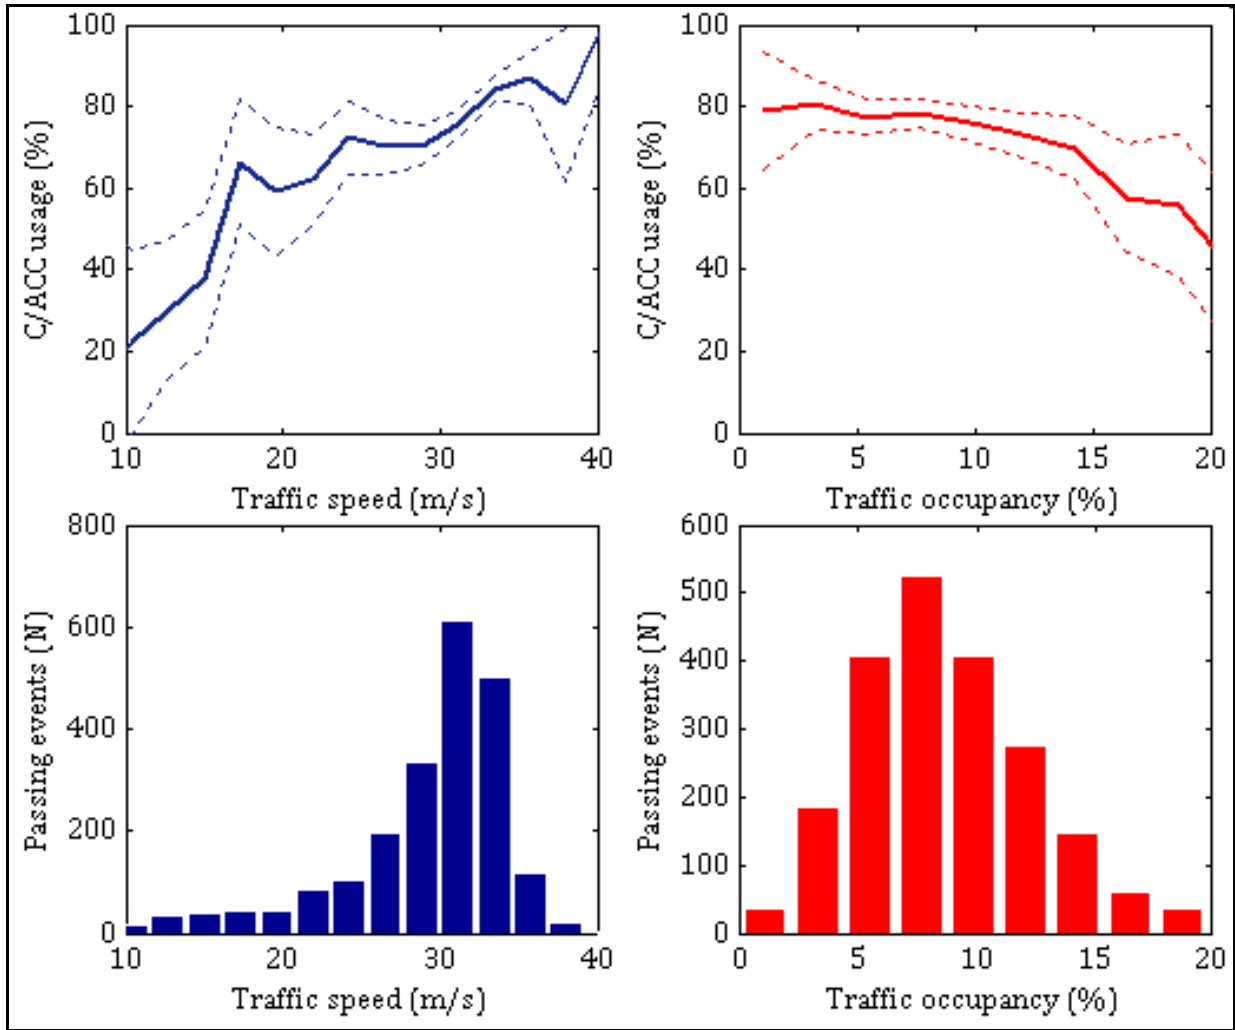 100
80
60
40
20
0
C/ACC usage (%)
10 20 30 40
Traffic speed (m/s)
100
80
60
40
20
0
C/ACC usage (%)
0 5 10 15 20
Traffic occupancy (%)
800
600
400
200
0
Passing events (N)
10 20 30 40
Traffic speed (m/s)
600
500
400
300
200
100
0
Passing events (N)
0 5 10 15 20
Traffic occupancy (%)